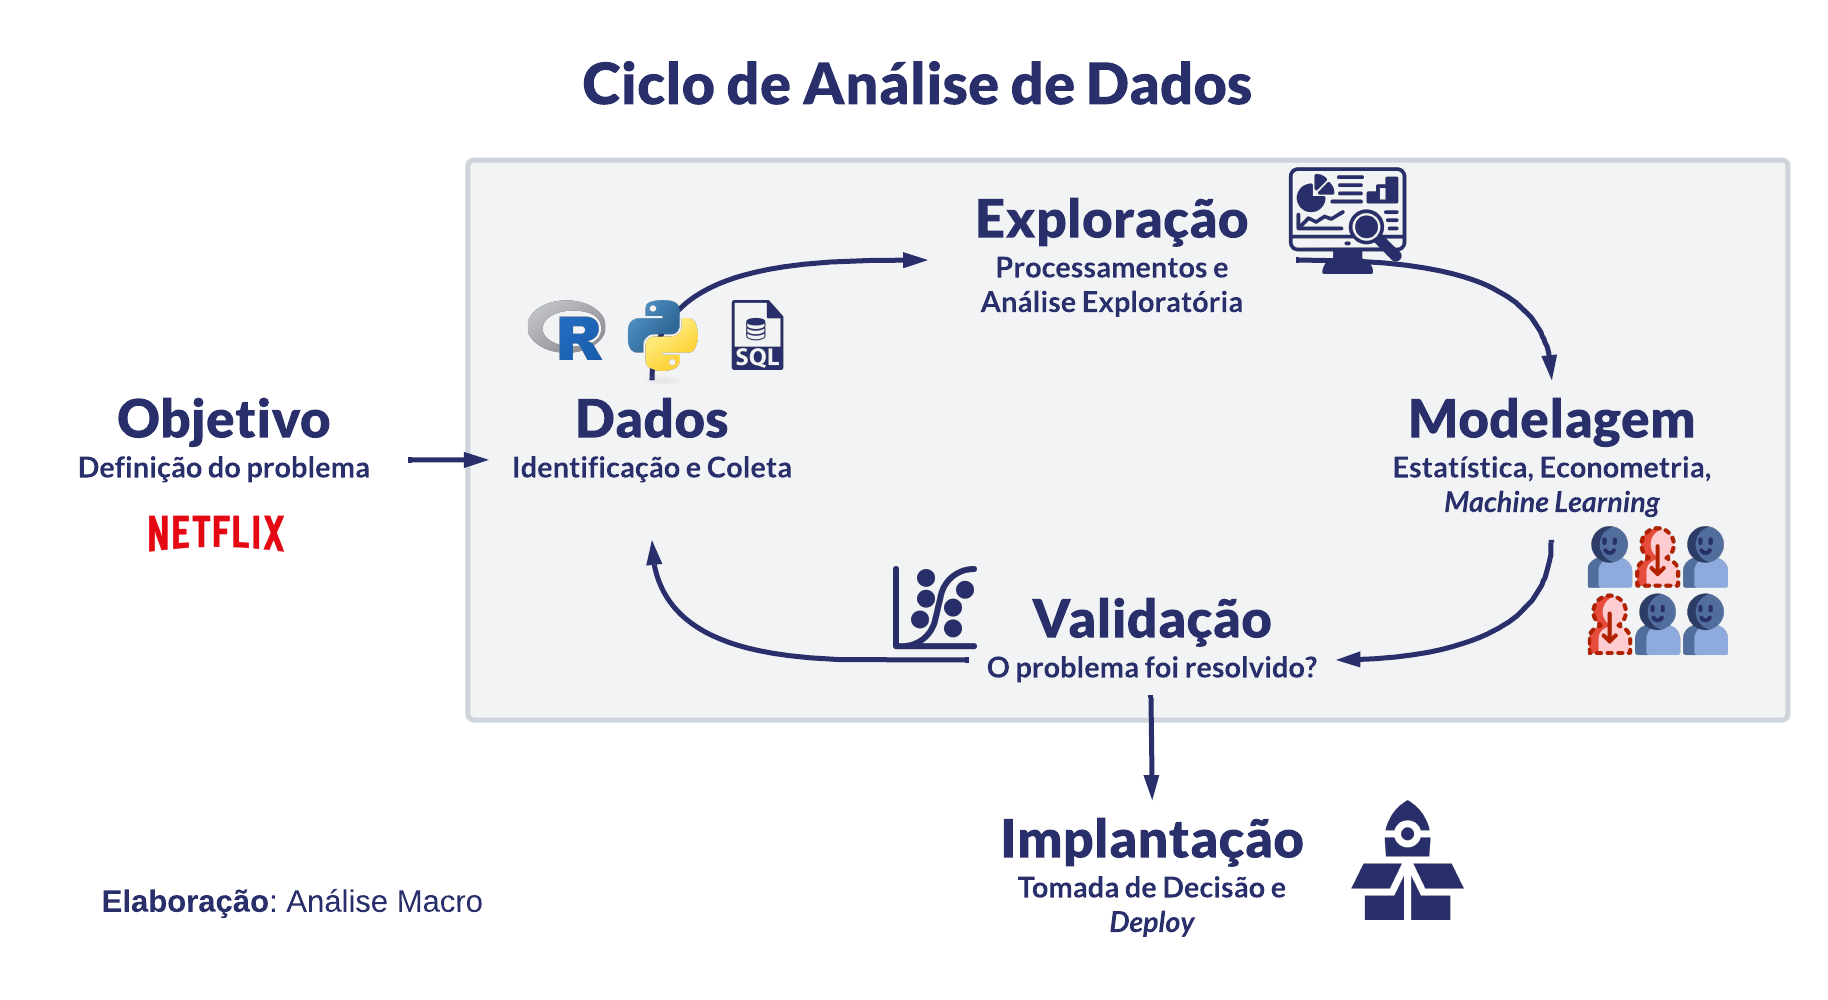 Ciclo de Análise de Dados
Exploração
Processamentos e
Análise Exploratória
R
SQL
Objetivo
Definição do problema
NETFLIX
Dados
Identificação e Coleta
Modelagem
Estatística, Econometria,
Machine Learning
Validação
O problema foi resolvido?
Implantação
Tomada de Decisão e
Deploy
Elaboração: Análise Macro